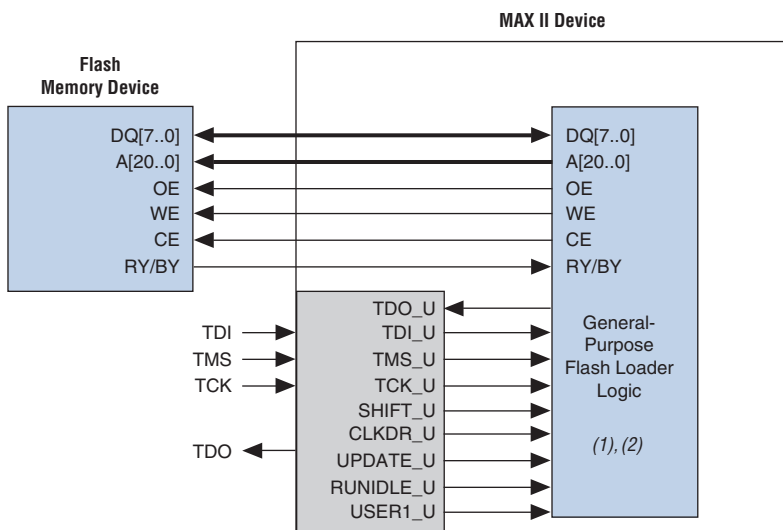 MAX II Device
Flash
Memory Device
DQ[7..0]
A[20..0]
OE
WE
CE
RY/BY
DQ[7..0]
A[20..0]
OE
WE
CE
RY/BY
TDI
TMS
TCK
TDO
TDO_U
TDI_U
TMS_U
TCK_U
SHIFT_U
CLKDR_U
UPDATE_U
RUNIDLE_U
USER1_U
General-
Purpose
Flash Loader
Logic
(1), (2)